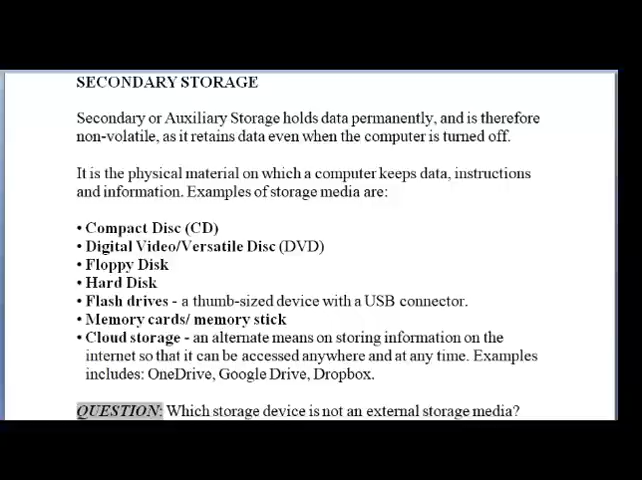 SECONDARY STORAGE
Secondary or Auxiliary Storage holds data permanently, and is therefore
non-volatile, as it retains data even when the computer is turned off.
It is the physical material on which a computer keeps data, instructions
and information. Examples of storage media are:
• Compact Disc (CD)
• Digital Video/Versatile Disc (DVD)
• Floppy Disk
• Hard Disk
• Flash drives - a thumb-sized device with a USB connector.
• Memory cards/ memory stick
• Cloud storage - an alternate means on storing information on the
internet so that it can be accessed anywhere and at any time. Examples
includes: OneDrive, Google Drive, Dropbox.
QUESTION: Which storage device is not an external storage media?